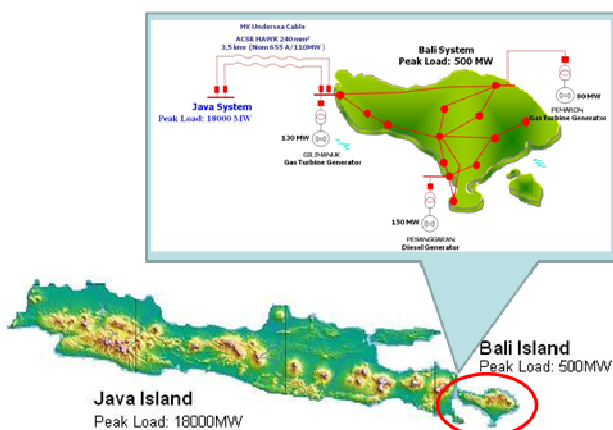 HV Undersea Cable
ACSR HAWK 240 mm²
3,5 kms (Nom 655 A/110MW)
Bali System
Peak Load: 500 MW
Java System
Peak Load: 18000 MW
80 MW
PEMARON
Gas Turbine Generator
130 MW
GILIMANUK
Gas Turbine Generator
150 MW
PESANGGARAN
Diesel Generator
Bali Island
Peak Load: 500MW
Java Island
Peak Load: 18000MW